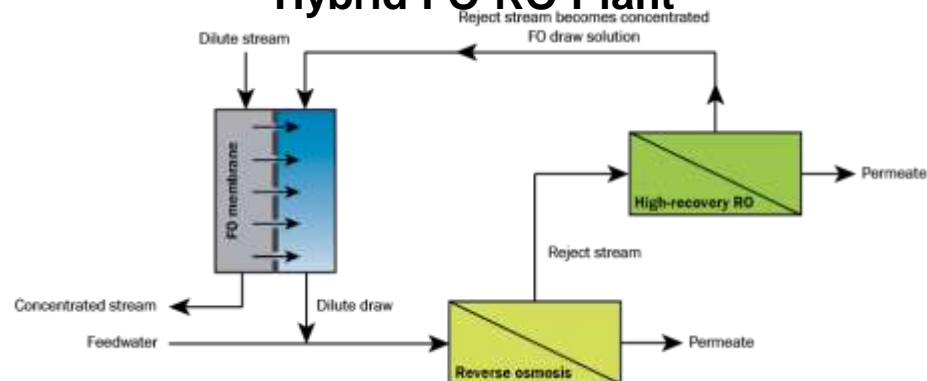 Hybrid FO-RO Plant
Reject stream becomes concentrated
FO draw solution
Dilute stream
FO membrane
High-recovery RO
Permeate
Reject stream
Concentrated stream
Dilute draw
Feedwater
Permeate
Reverse osmosis